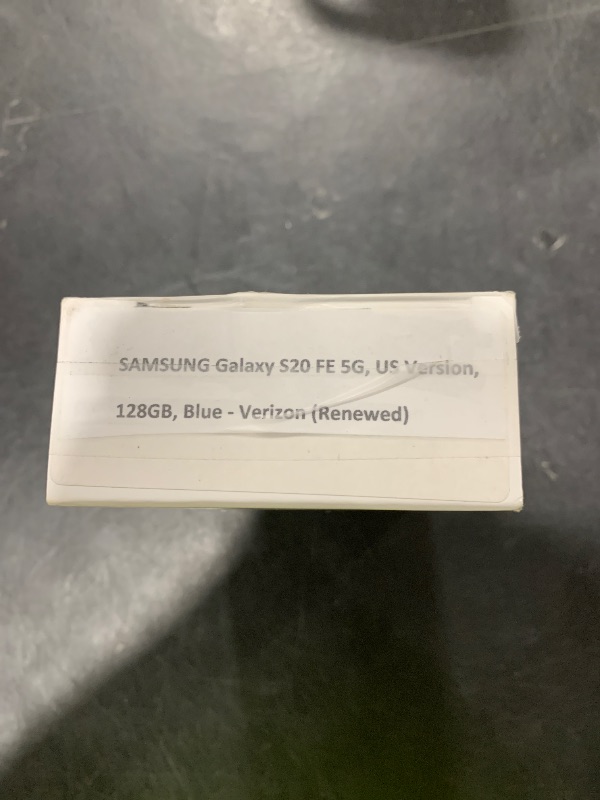 SAMSUNG Galaxy S20 FE 5G, US Version,
128GB, Blue - Verizon (Renewed)